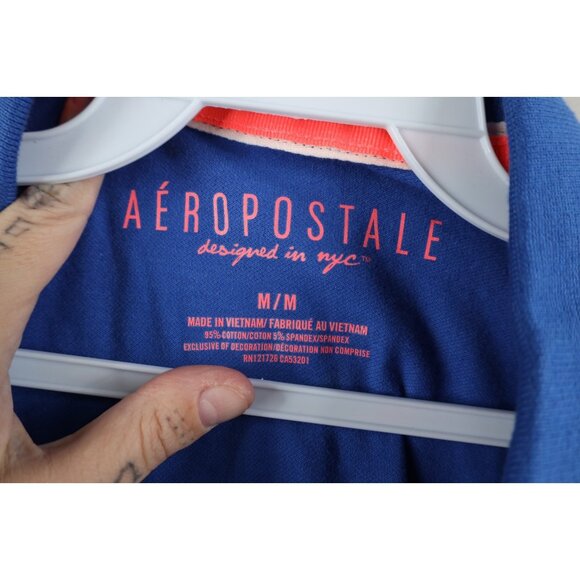 AÉROPOSTALE
designed in nyc™
M/M
MADE IN VIETNAM/ FABRIQUÉ AU VIETNAM
95% COTTON/COTON 5% SPANDEX/SPANDEX
EXCLUSIVE OF DECORATION/DÉCORATION NON COMPRISE
RN121726 CA53201